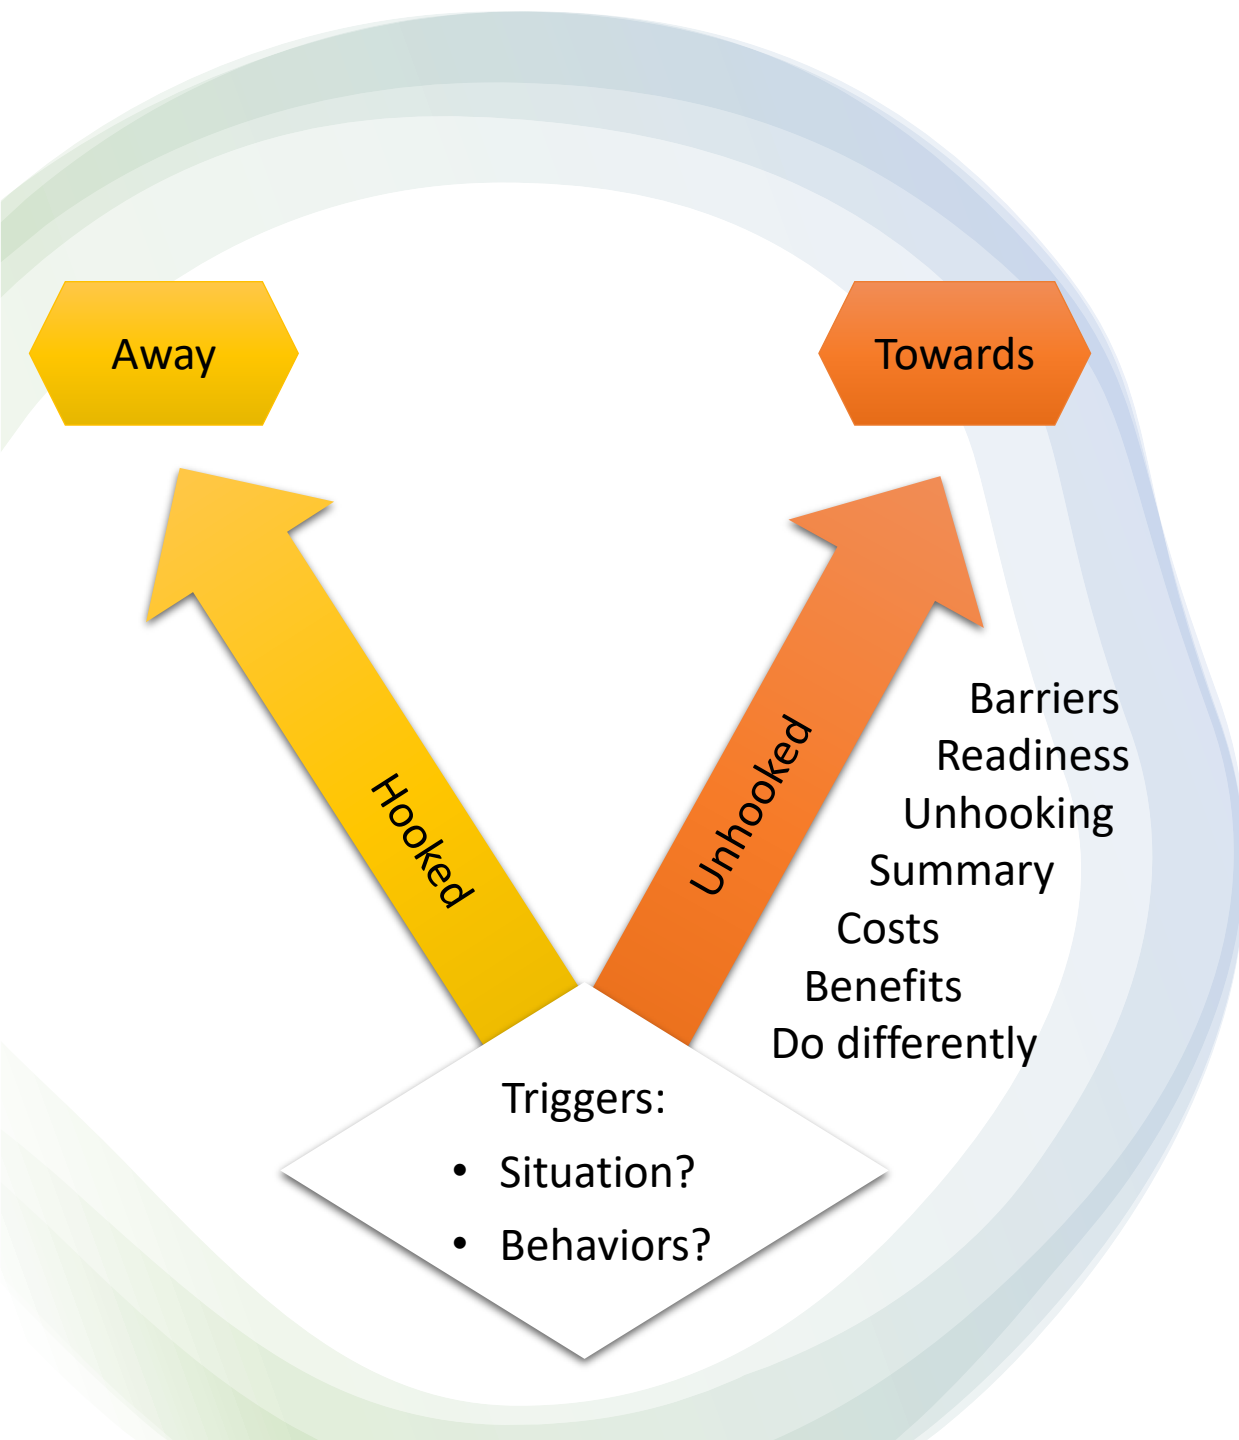 Away
Towards
Hooked
Unhooked
Barriers
Readiness
Unhooking
Summary
Costs
Benefits
Do differently
Triggers:
• Situation?
• Behaviors?